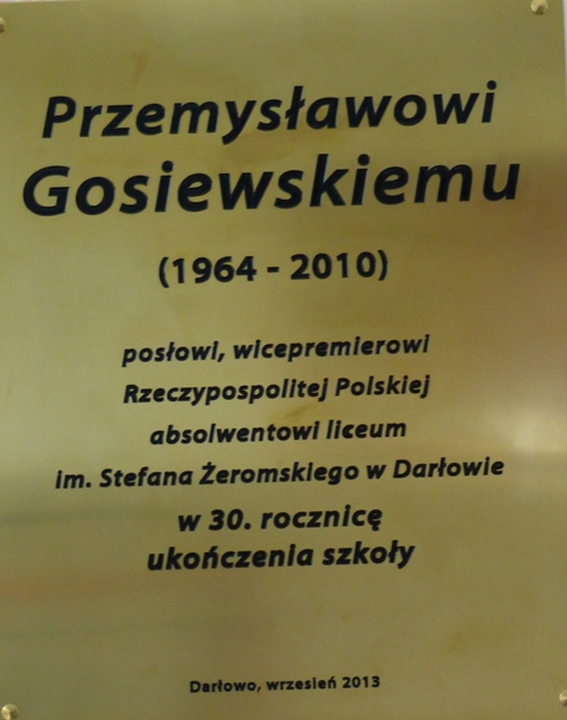 Przemysławowi
Gosiewskiemu
(1964 - 2010)
posłowi, wicepremierowi
Rzeczypospolitej Polskiej
absolwentowi liceum
im. Stefana Żeromskiego w Darłowie
w 30. rocznicę
ukończenia szkoły
Darłowo, wrzesień 2013